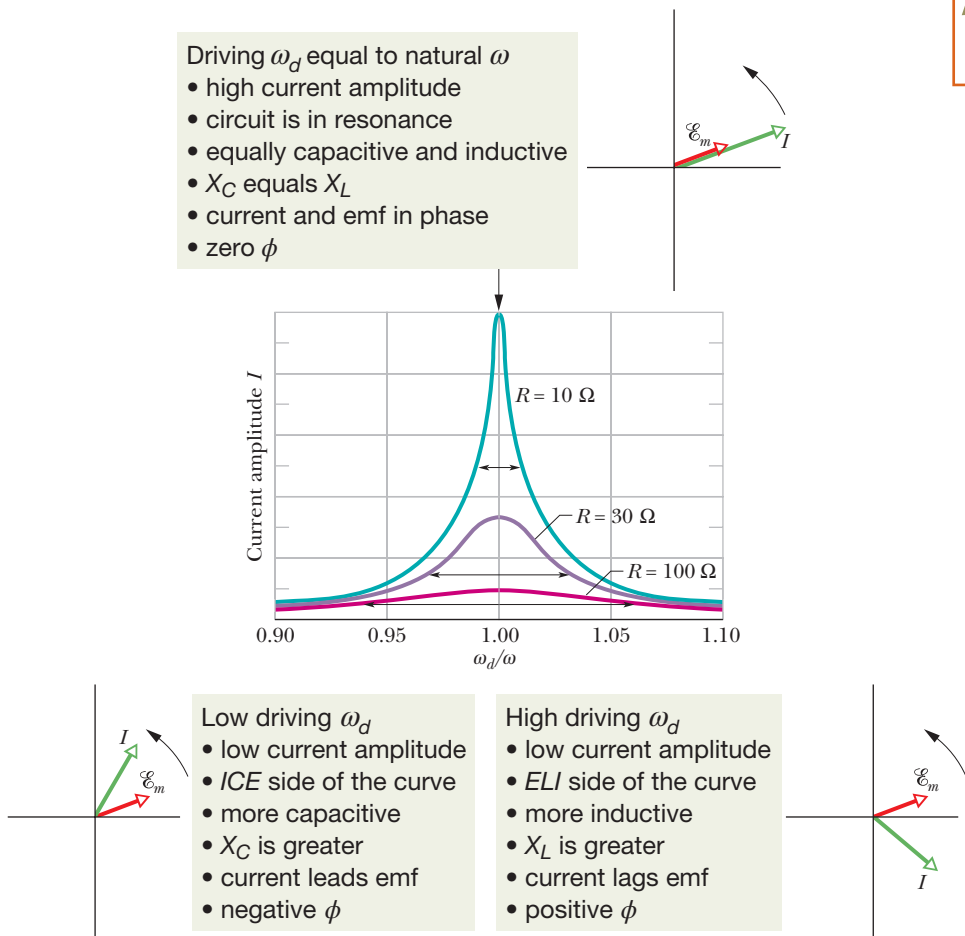 Driving ω_d equal to natural ω
• high current amplitude
• circuit is in resonance
• equally capacitive and inductive
• X_C equals X_L
• current and emf in phase
• zero ϕ
ℰ_m
I
Current amplitude I
R = 10 Ω
R = 30 Ω
R = 100 Ω
0.90
0.95
1.00
1.05
1.10
ω_d/ω
I
ℰ_m
Low driving ω_d
• low current amplitude
• ICE side of the curve
• more capacitive
• X_C is greater
• current leads emf
• negative ϕ
High driving ω_d
• low current amplitude
• ELI side of the curve
• more inductive
• X_L is greater
• current lags emf
• positive ϕ
ℰ_m
I